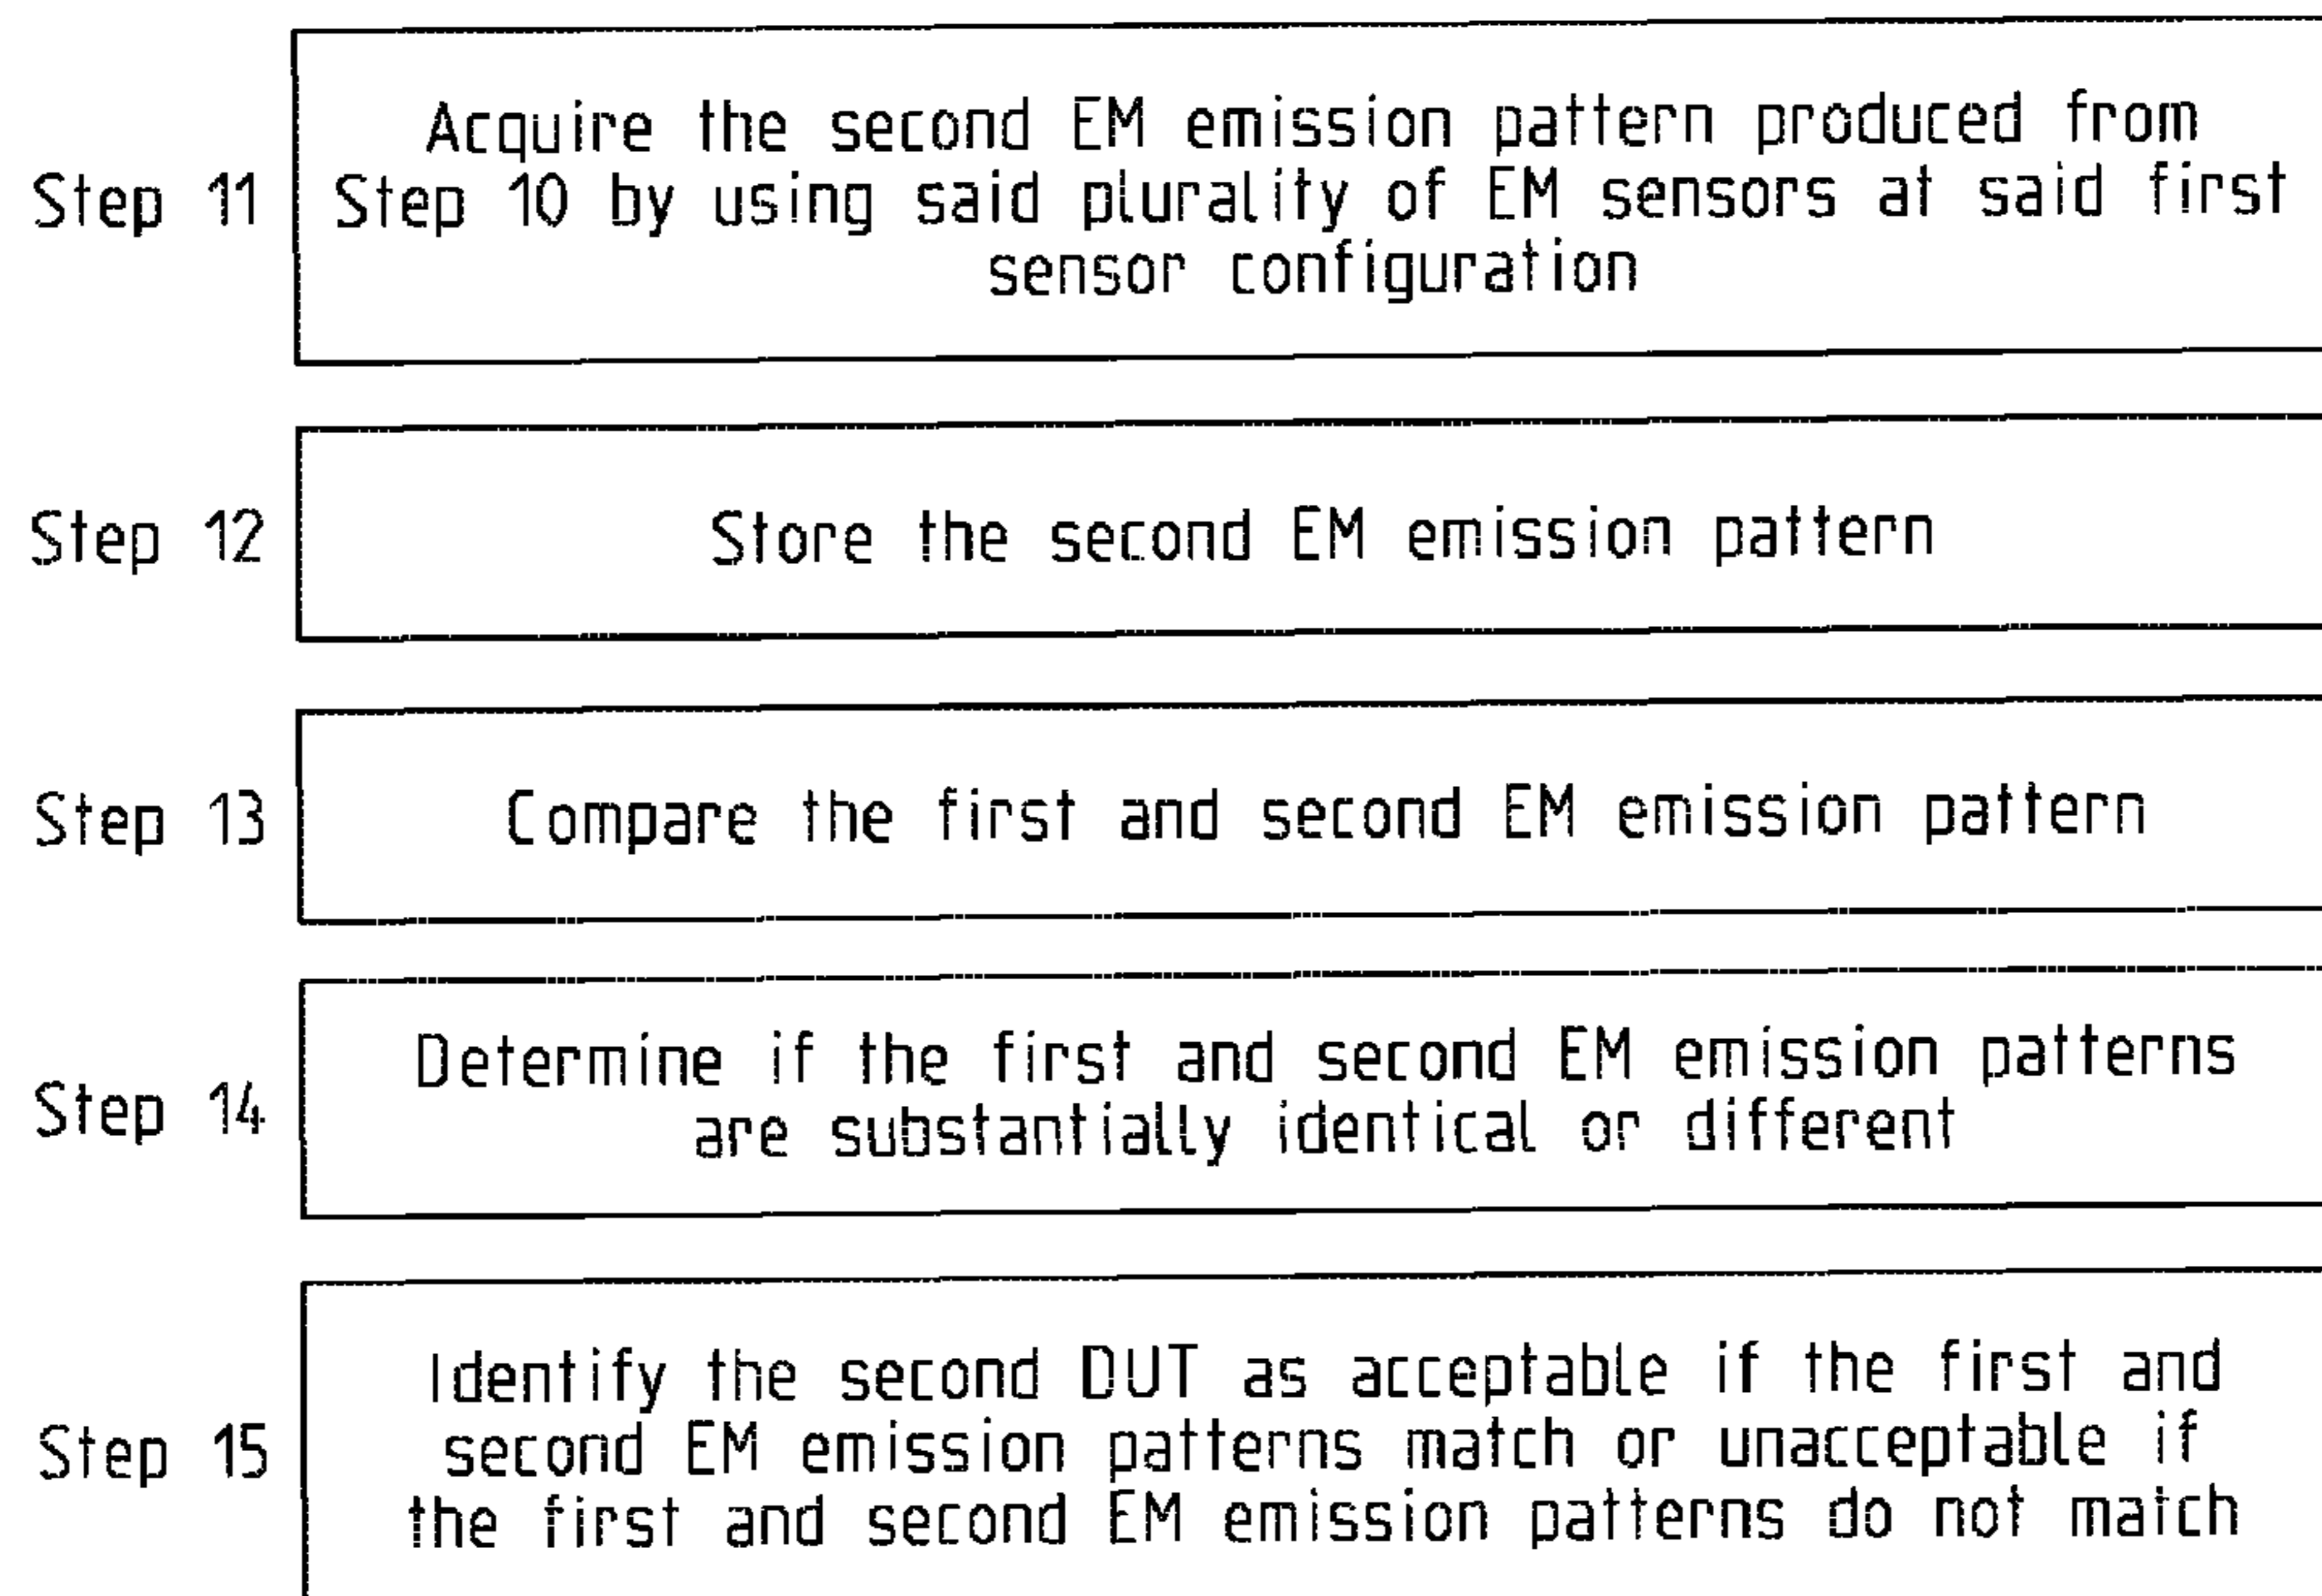 Acquire the second EM emission pattern produced from
Step 11 Step 10 by using said plurality of EM sensors at said first
sensor configuration
Step 12 Store the second EM emission pattern
Step 13 Compare the first and second EM emission pattern
Determine if the first and second EM emission patterns
Step 14 are substantially identical or different
Identify the second DUT as acceptable if the first and
Step 15 second EM emission patterns match or unacceptable if
the first and second EM emission patterns do not match